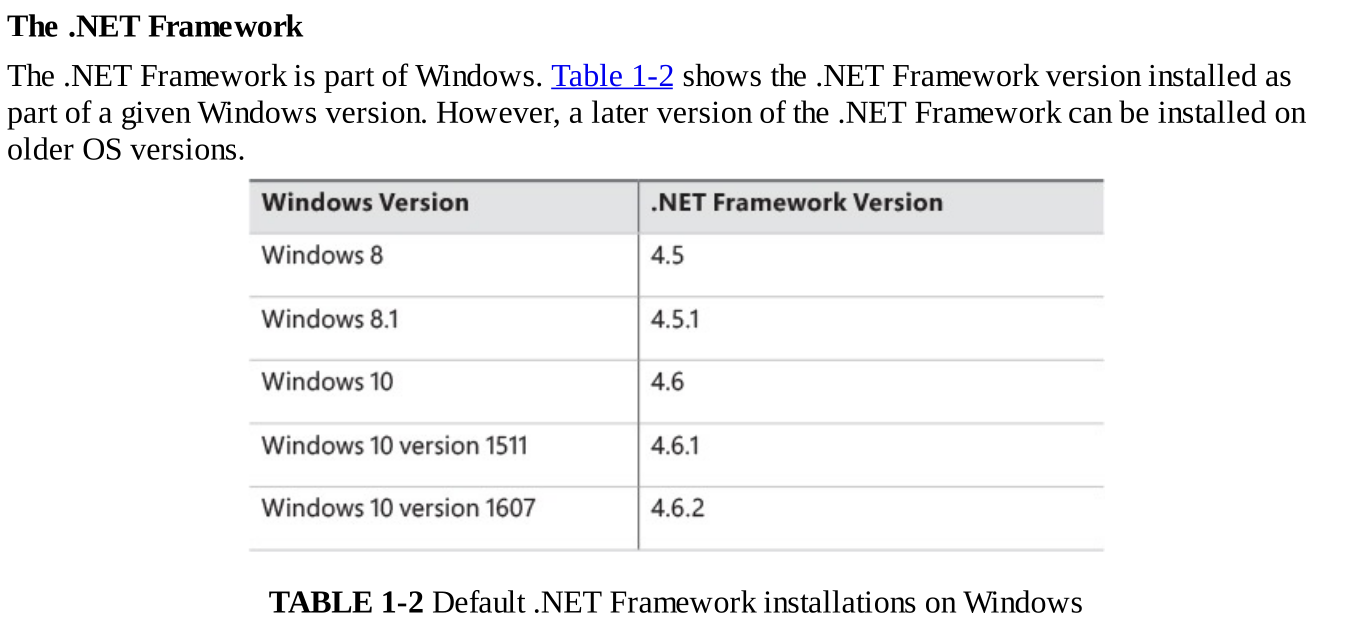 The .NET Framework
The .NET Framework is part of Windows. Table 1-2 shows the .NET Framework version installed as
part of a given Windows version. However, a later version of the .NET Framework can be installed on
older OS versions.
Windows Version .NET Framework Version
Windows 8 4.5
Windows 8.1 4.5.1
Windows 10 4.6
Windows 10 version 1511 4.6.1
Windows 10 version 1607 4.6.2
TABLE 1-2 Default .NET Framework installations on Windows